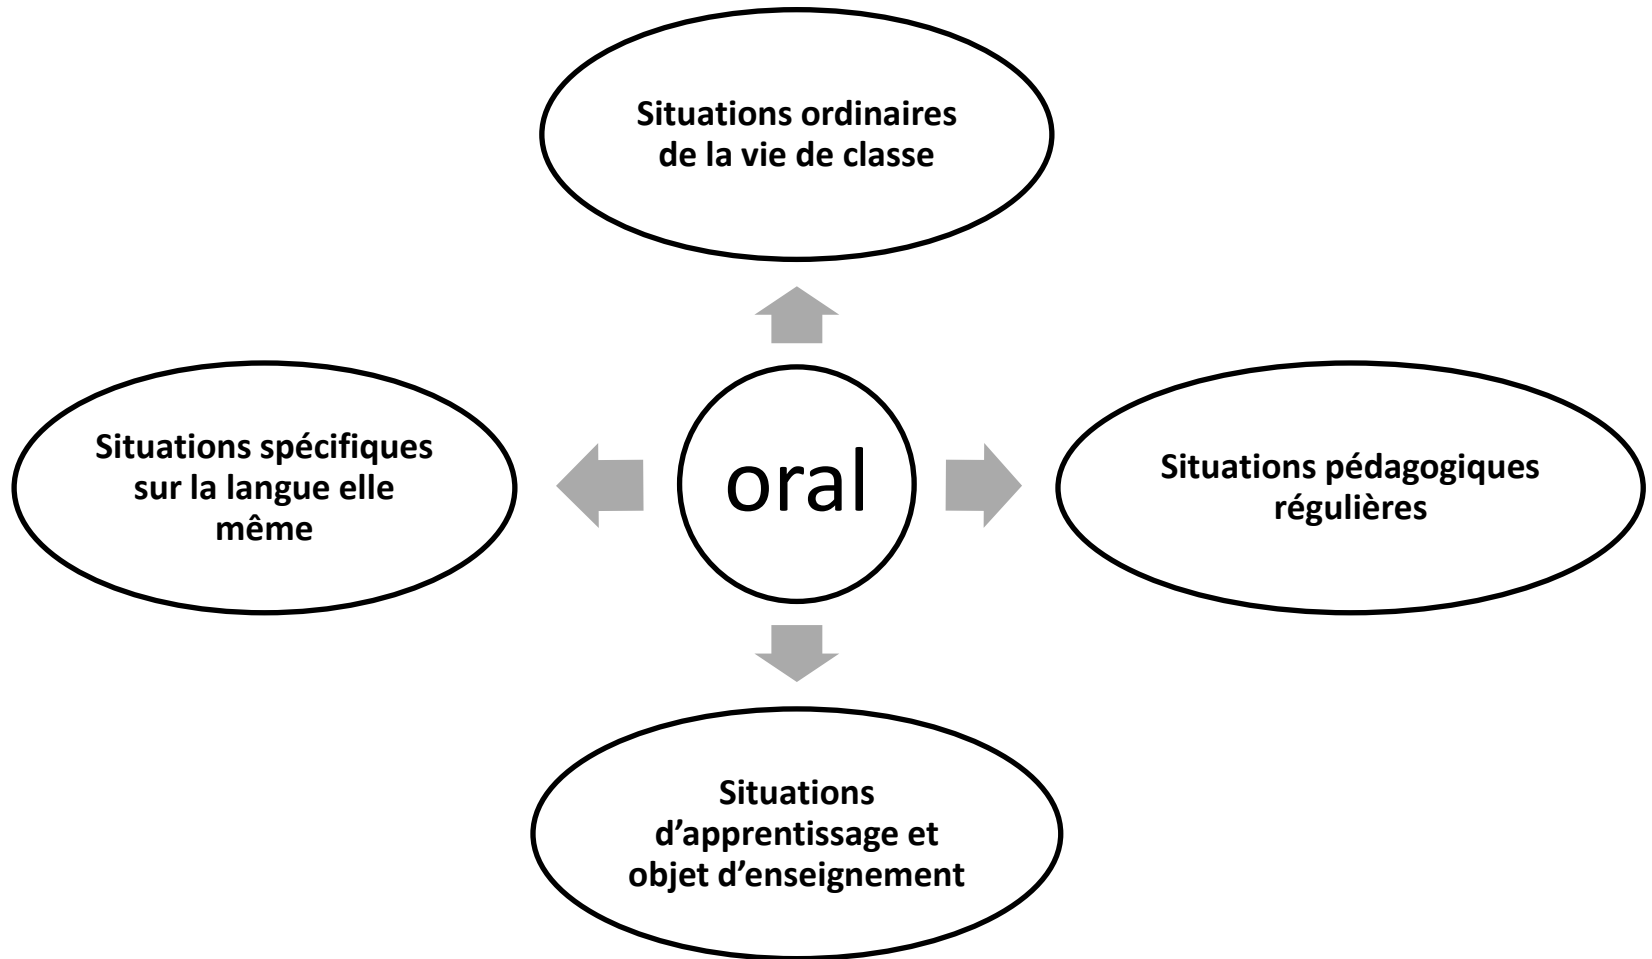 Situations ordinaires
de la vie de classe
Situations spécifiques
sur la langue elle
même
oral
Situations pédagogiques
régulières
Situations
d’apprentissage et
objet d’enseignement